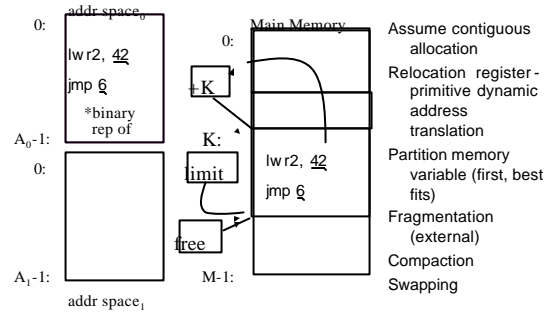 addr space0
0:
lw r2, 42
jmp 6
*binary
rep of
A0-1:
0:
A1-1:
addr space1
Main Memory
0:
+K
K:
lw r2, 42
jmp 6
limit
free
M-1:
Assume contiguous
allocation
Relocation register -
primitive dynamic
address
translation
Partition memory
variable (first, best
fits)
Fragmentation
(external)
Compaction
Swapping